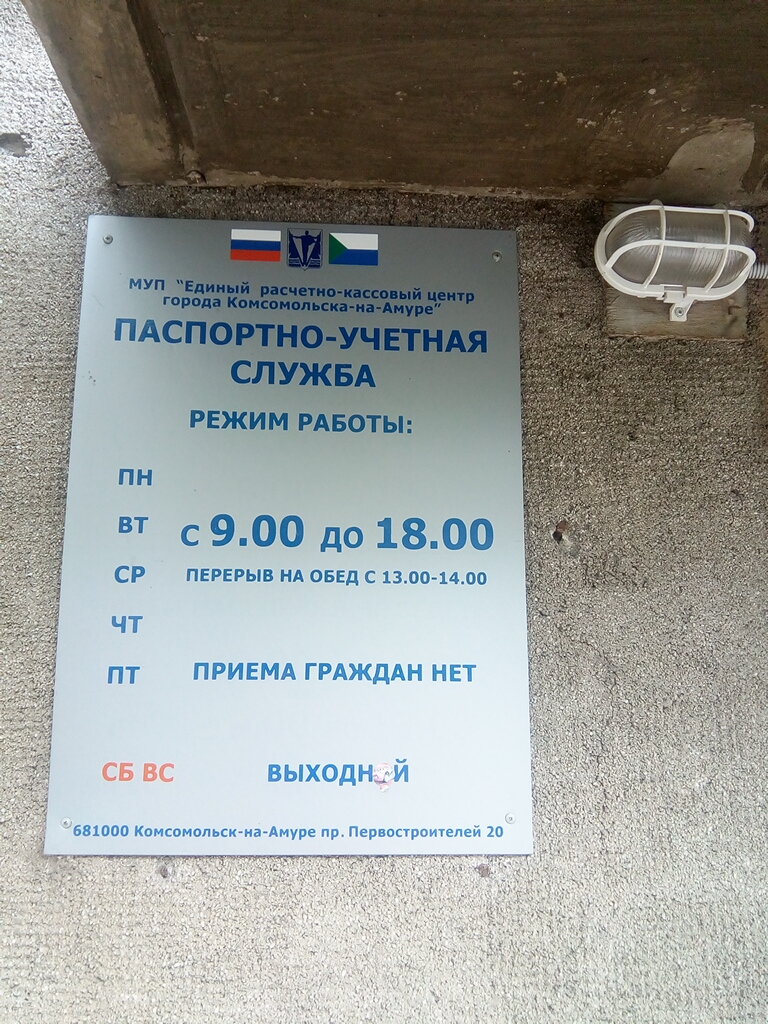 МУП “Единый расчетно-кассовый центр
города Комсомольска-на-Амуре”
ПАСПОРТНО-УЧЕТНАЯ
СЛУЖБА
РЕЖИМ РАБОТЫ:
ПН
ВТ С 9.00 до 18.00
СР ПЕРЕРЫВ НА ОБЕД С 13.00-14.00
ЧТ
ПТ ПРИЕМА ГРАЖДАН НЕТ
СБ ВС ВЫХОДНОЙ
681000 Комсомольск-на-Амуре пр. Первостроителей 20